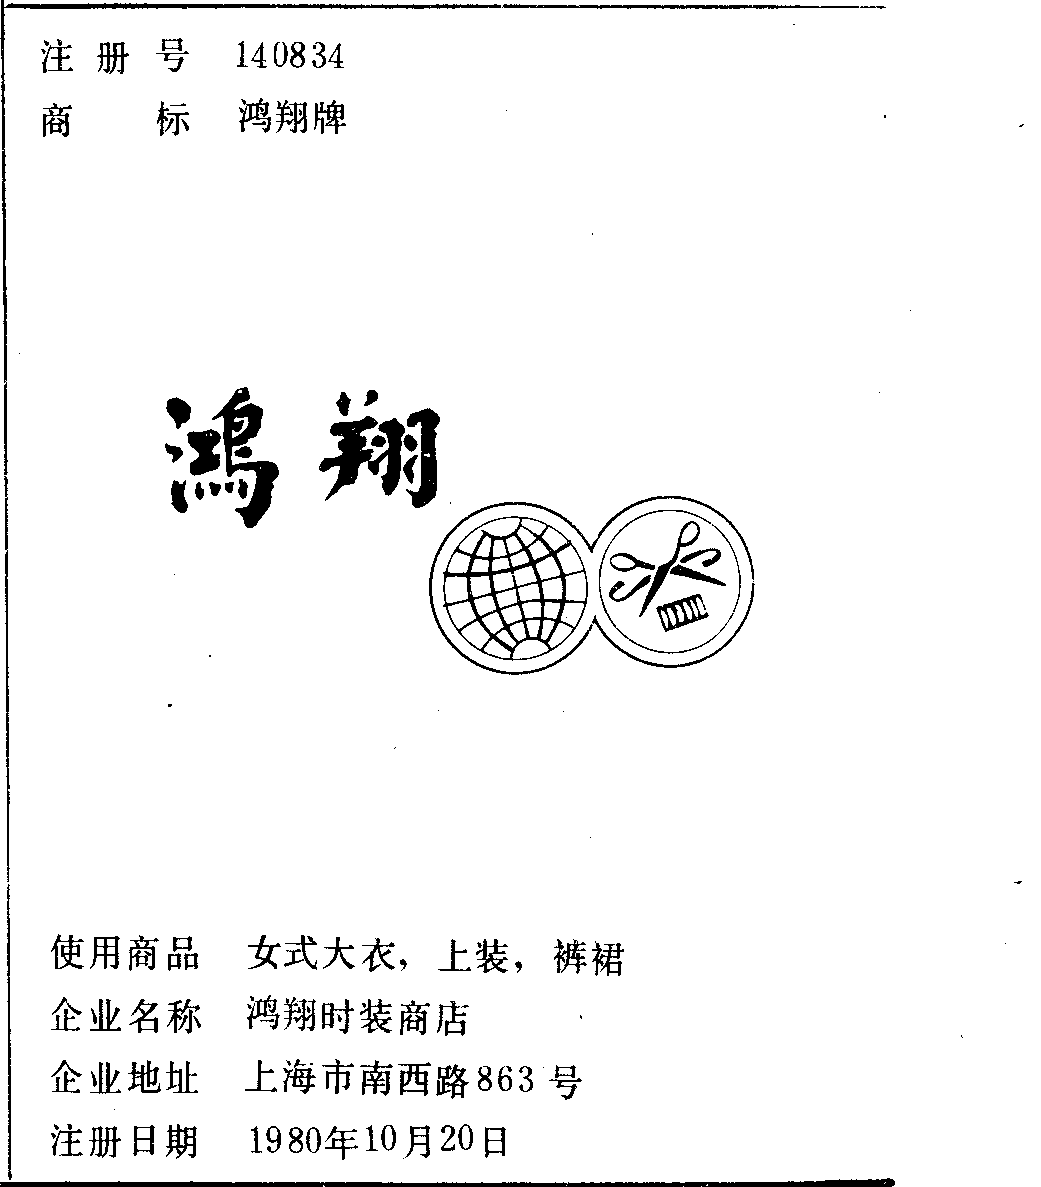 注册号 140834
商标 鸿翔牌
鸿翔
使用商品 女式大衣，上装，裤裙
企业名称 鸿翔时装商店
企业地址 上海市南西路863号
注册日期 1980年10月20日